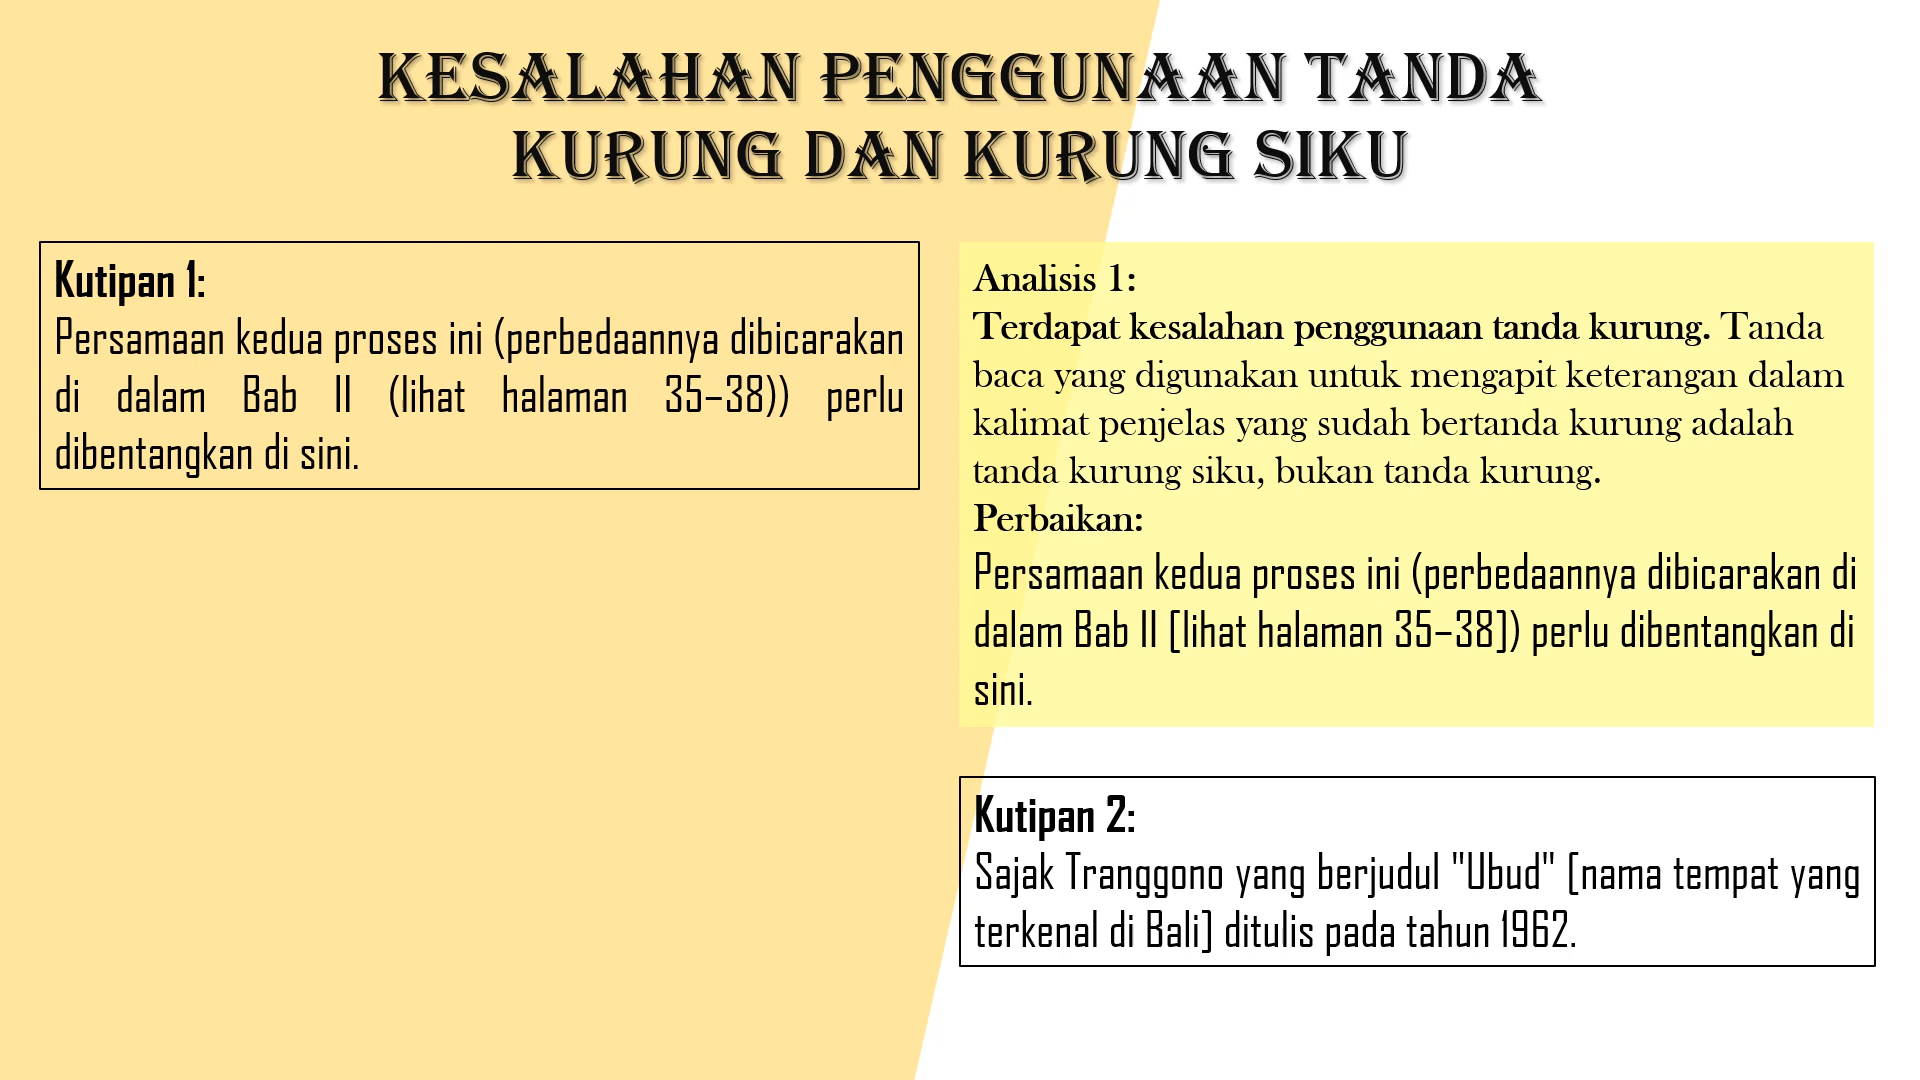 KESALAHAN PENGGUNAAN TANDA
KURUNG DAN KURUNG SIKU
Kutipan 1:
Persamaan kedua proses ini (perbedaannya dibicarakan
di dalam Bab II (lihat halaman 35–38)) perlu
dibentangkan di sini.
Analisis 1:
Terdapat kesalahan penggunaan tanda kurung. Tanda
baca yang digunakan untuk mengapit keterangan dalam
kalimat penjelas yang sudah bertanda kurung adalah
tanda kurung siku, bukan tanda kurung.
Perbaikan:
Persamaan kedua proses ini (perbedaannya dibicarakan di
dalam Bab II [lihat halaman 35–38]) perlu dibentangkan di
sini.
Kutipan 2:
Sajak Tranggono yang berjudul "Ubud" [nama tempat yang
terkenal di Bali] ditulis pada tahun 1962.